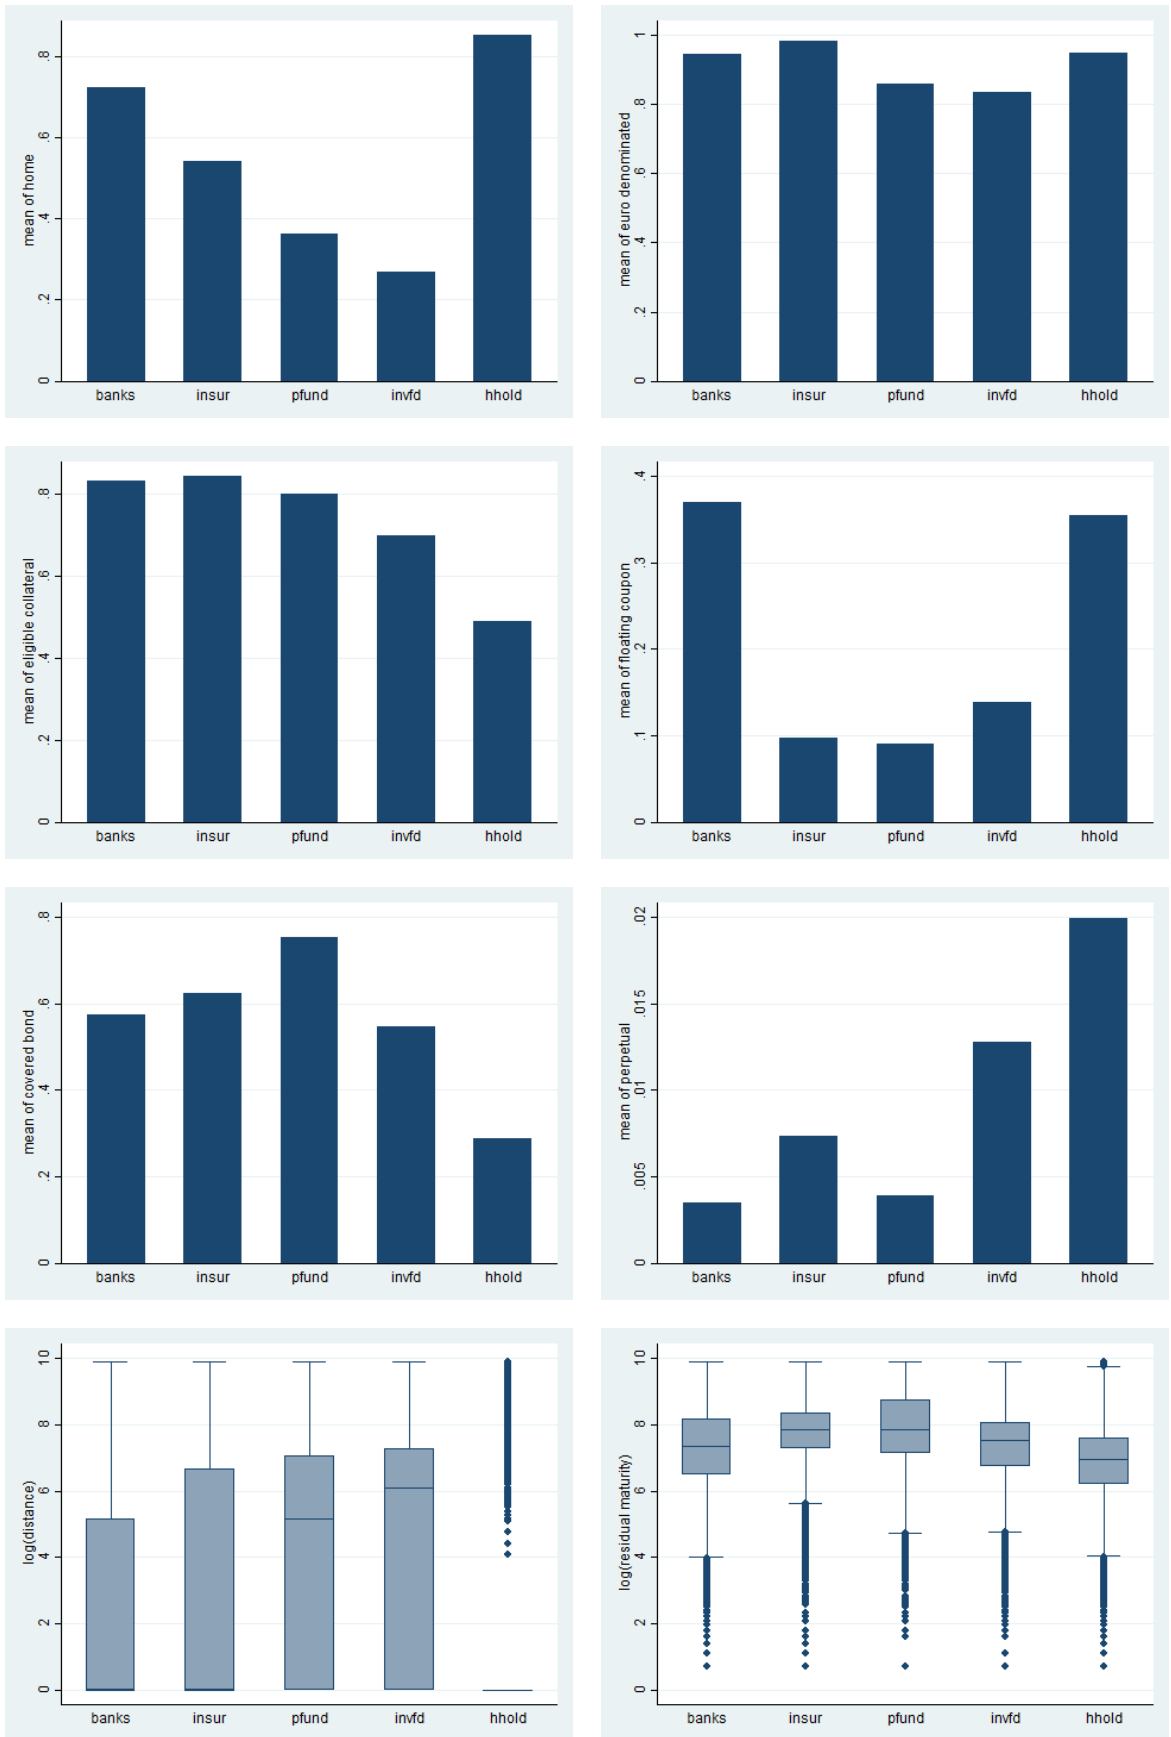 mean of home
.8
.6
.4
.2
0
banks insur pfund invfd hhold
mean of euro denominated
1
.8
.6
.4
.2
0
banks insur pfund invfd hhold
mean of eligible collateral
.8
.6
.4
.2
0
banks insur pfund invfd hhold
mean of floating coupon
.4
.3
.2
.1
0
banks insur pfund invfd hhold
mean of covered bond
.8
.6
.4
.2
0
banks insur pfund invfd hhold
mean of perpetual
.02
.015
.01
.005
0
banks insur pfund invfd hhold
log(distance)
10
8
6
4
2
0
banks insur pfund invfd hhold
log(residual maturity)
10
8
6
4
2
0
banks insur pfund invfd hhold